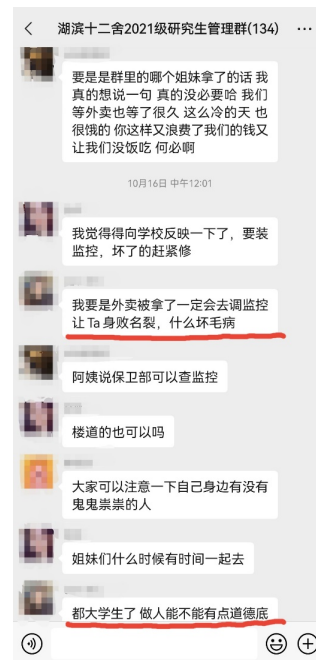 湖滨十二舍2021级研究生管理群(134)
要是是群里的哪个姐妹拿了的话 我
真的想说一句 真的没必要哈 我们
等外卖也等了很久 这么冷的天 也
很饿的 你这样又浪费了我们的钱又
让我们没饭吃 何必啊
10月16日 中午12:01
我觉得得向学校反映一下了，要装
监控，坏了的赶紧修
我要是外卖被拿了一定会去调监控
让 Ta 身败名裂，什么坏毛病
阿姨说保卫部可以查监控
楼道的也可以吗
大家可以注意一下自己身边有没有
鬼鬼祟祟的人
姐妹们什么时候有时间一起去
都大学生了 做人能不能有点道德底